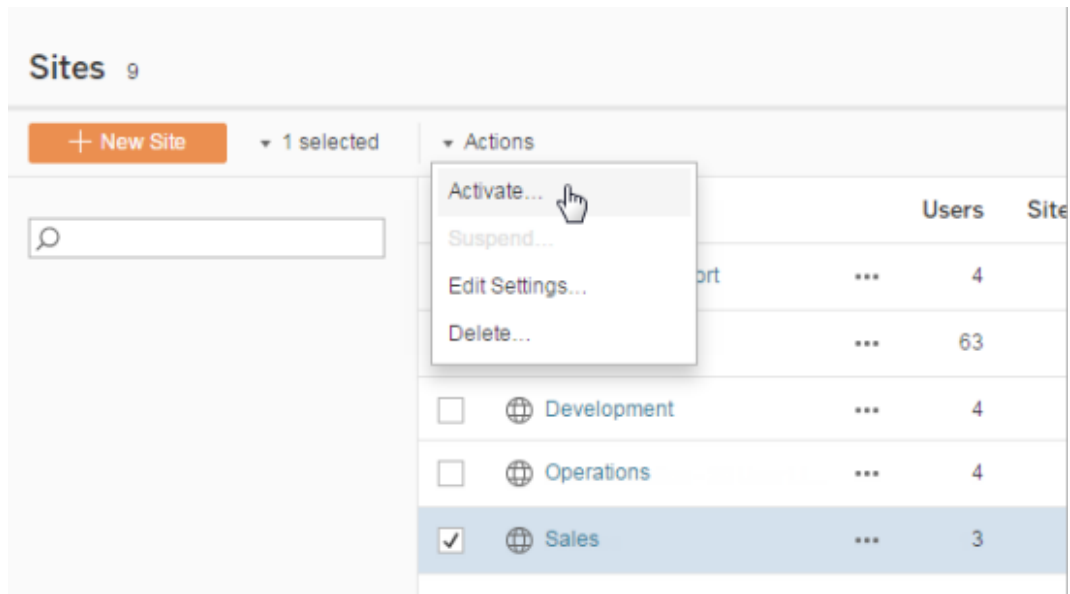 Sites 9
+ New Site 1 selected Actions
Activate...
Users Site
Suspend...
ort ... 4
Edit Settings...
Delete...
... 63
Development ... 4
Operations ... 4
Sales ... 3